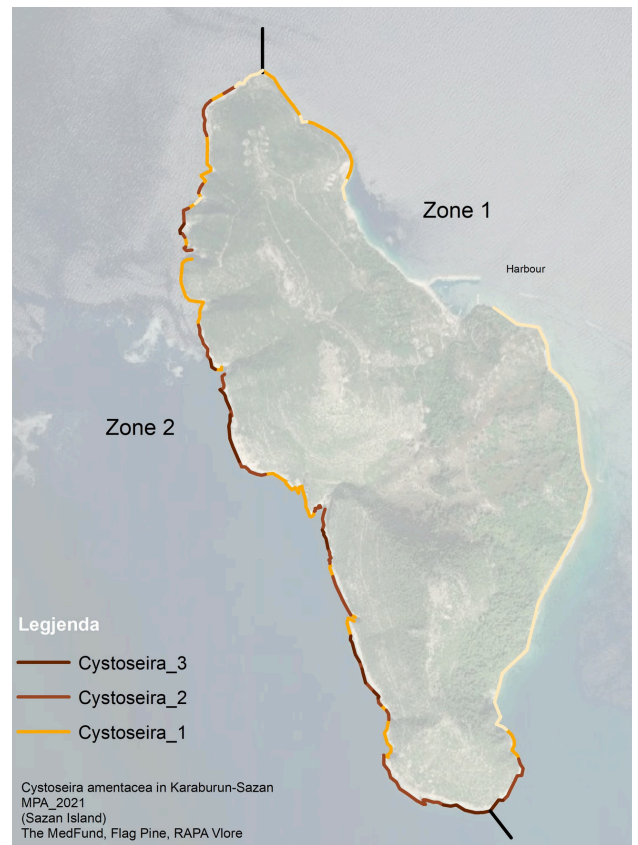 Zone 1
Harbour
Zone 2
Legjenda
Cystoseira_3
Cystoseira_2
Cystoseira_1
Cystoseira amentacea in Karaburun-Sazan
MPA_2021
(Sazan Island)
The MedFund, Flag Pine, RAPA Vlore